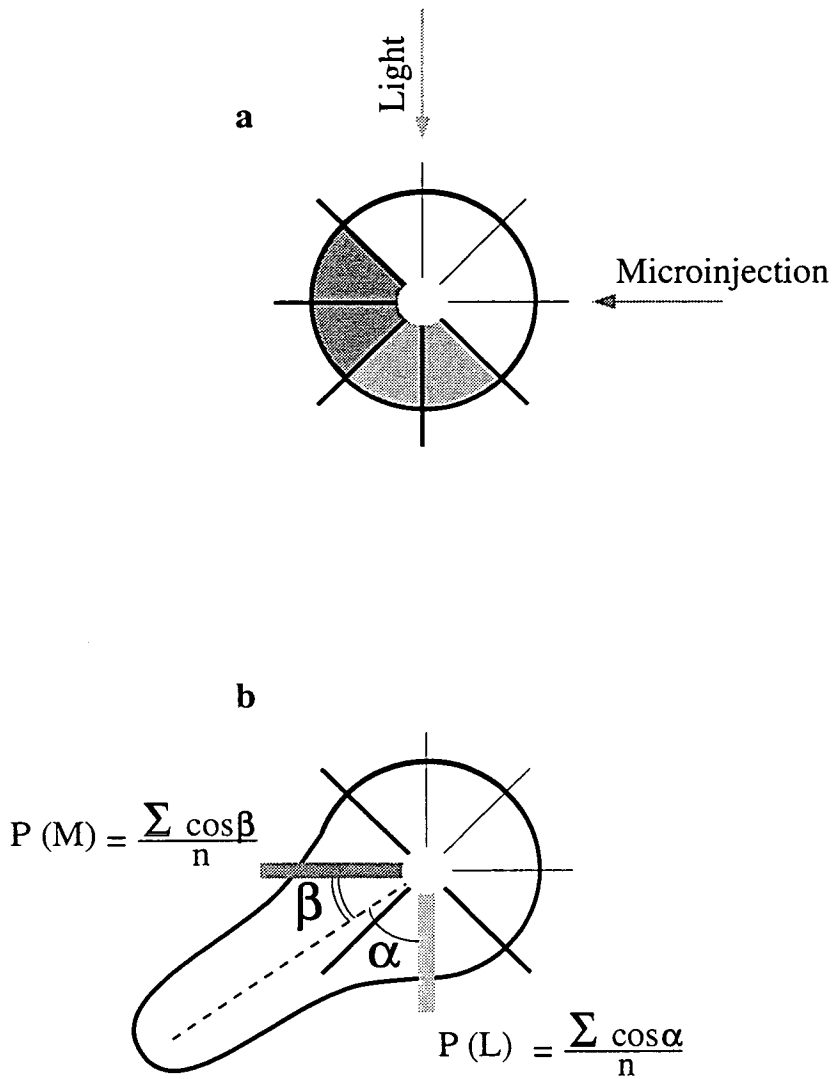 Light
a
Microinjection
b
P (M) = Σ cosβ / n
β
α
P (L) = Σ cosα / n